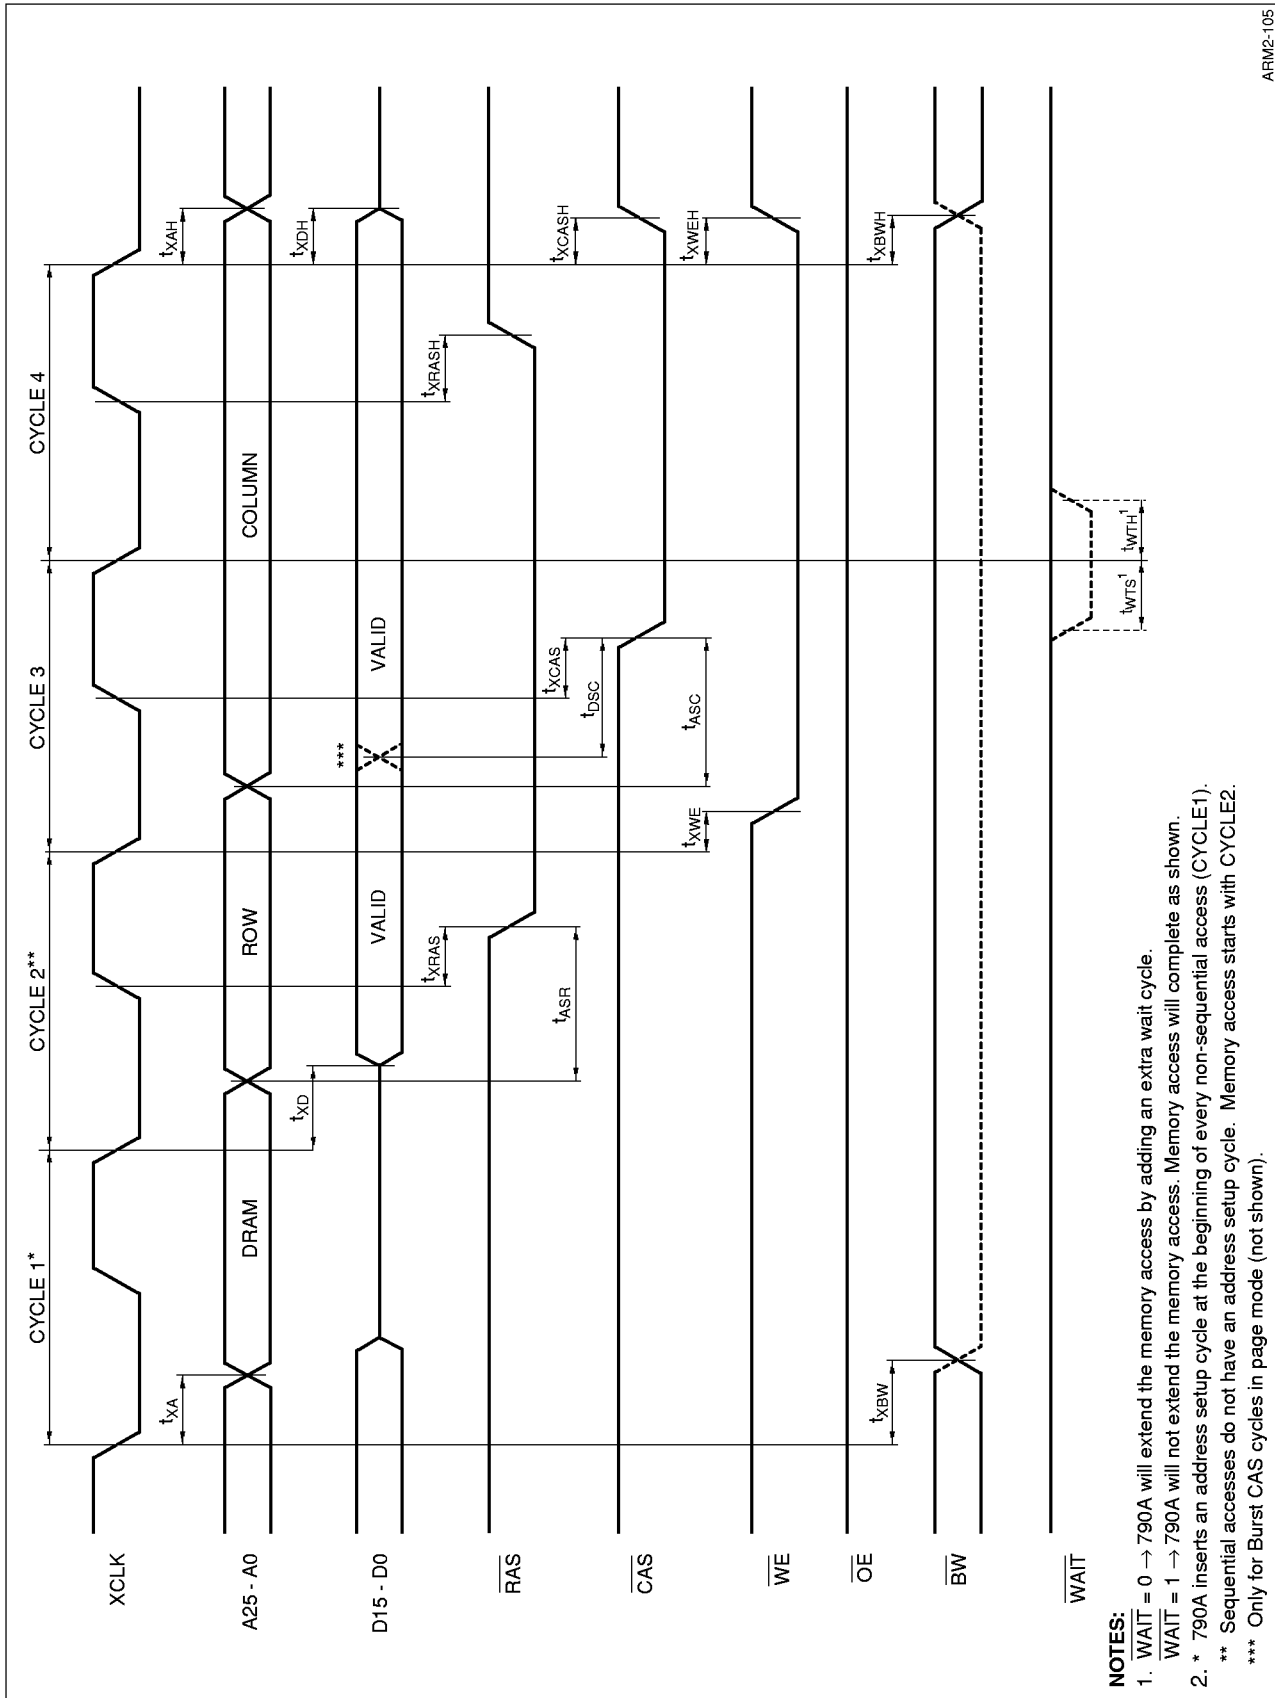 CYCLE 1*
CYCLE 2**
CYCLE 3
CYCLE 4
XCLK
tXA
tXAH
A25 - A0
DRAM
ROW
COLUMN
tXD
***
tXDH
D15 - D0
VALID
VALID
tXRAS
tXRASH
RAS
tASR
tXCAS
tXCASH
tDSC
CAS
tXWE
tASC
tXWEH
WE
OE
tXBW
tXBWH
BW
WAIT
tWTS1
tWTH1
NOTES:
1. WAIT = 0 → 790A will extend the memory access by adding an extra wait cycle.
WAIT = 1 → 790A will not extend the memory access. Memory access will complete as shown.
2. * 790A inserts an address setup cycle at the beginning of every non-sequential access (CYCLE1).
** Sequential accesses do not have an address setup cycle. Memory access starts with CYCLE2.
*** Only for Burst CAS cycles in page mode (not shown).
ARM2-105